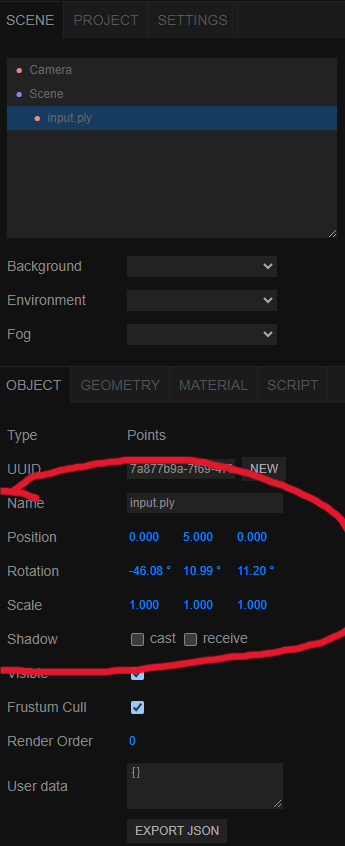 SCENE PROJECT SETTINGS
Camera
Scene
input.ply
Background
Environment
Fog
OBJECT GEOMETRY MATERIAL SCRIPT
Type Points
UUID 7a877b9a-7f69-4 NEW
Name input.ply
Position 0.000 5.000 0.000
Rotation -46.08 ° 10.99 ° 11.20 °
Scale 1.000 1.000 1.000
Shadow cast receive
Visible
Frustum Cull
Render Order 0
User data {}
EXPORT JSON